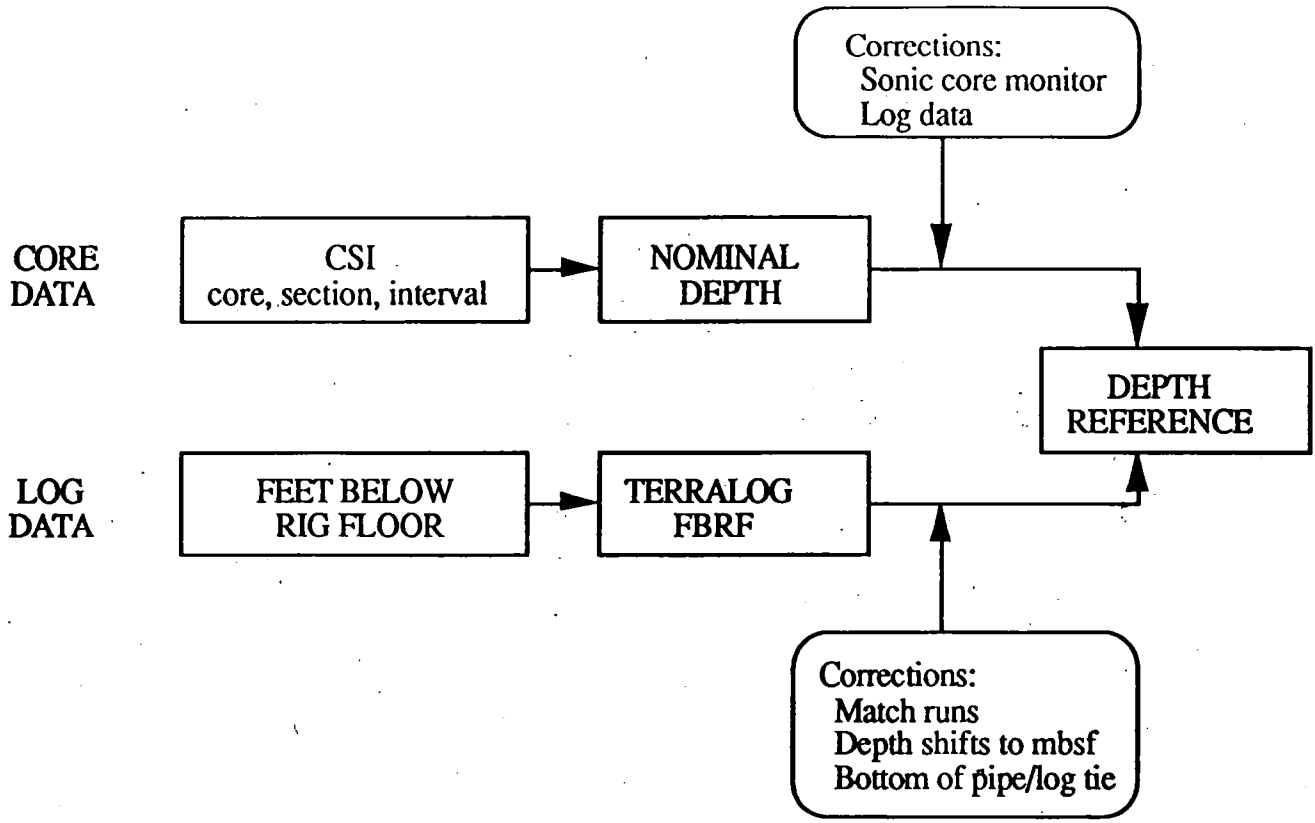 Corrections:
Sonic core monitor
Log data
CORE
DATA
CSI
core, section, interval
NOMINAL
DEPTH
DEPTH
REFERENCE
LOG
DATA
FEET BELOW
RIG FLOOR
TERRALOG
FBRF
Corrections:
Match runs
Depth shifts to mbsf
Bottom of pipe/log tie